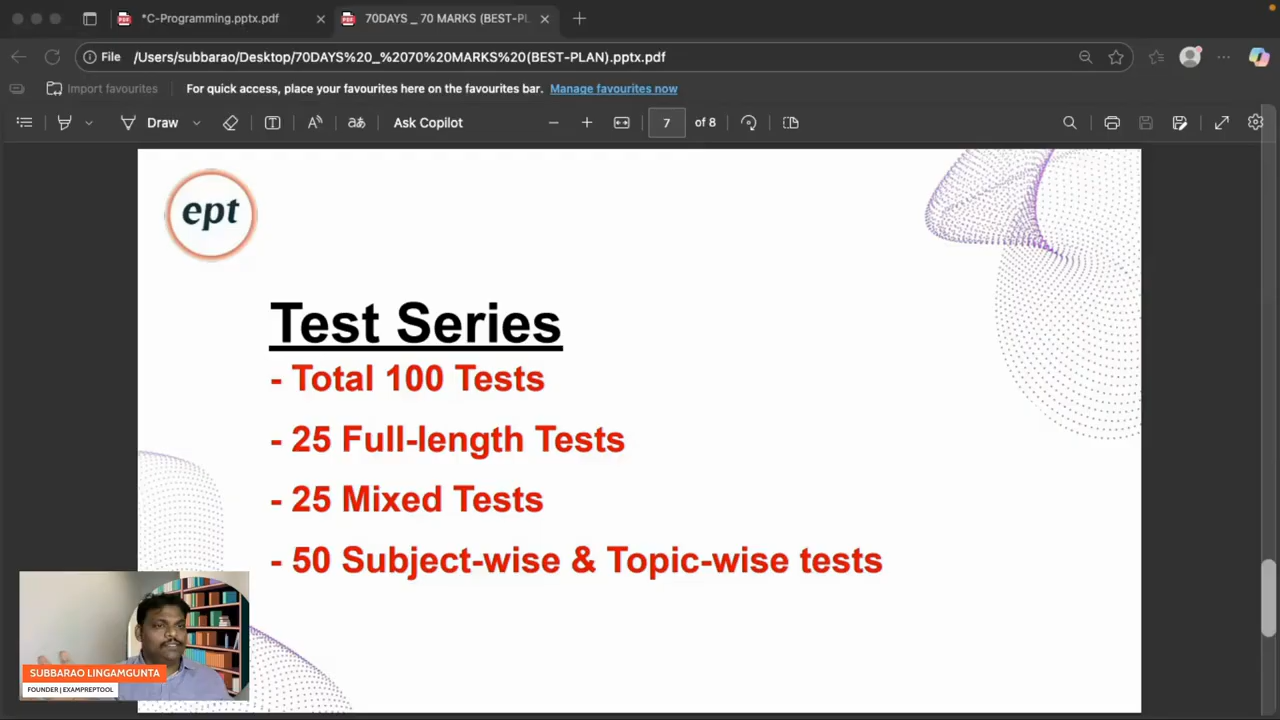 *C-Programming.pptx.pdf
70DAYS _ 70 MARKS (BEST-PL
File
/Users/subbarao/Desktop/70DAYS%20_%2070%20MARKS%20(BEST-PLAN).pptx.pdf
Import favourites
For quick access, place your favourites here on the favourites bar. Manage favourites now
Draw
Ask Copilot
7 of 8
ept
Test Series
- Total 100 Tests
- 25 Full-length Tests
- 25 Mixed Tests
- 50 Subject-wise & Topic-wise tests
SUBBARAO LINGAMGUNTA
FOUNDER | EXAMPREPTOOL